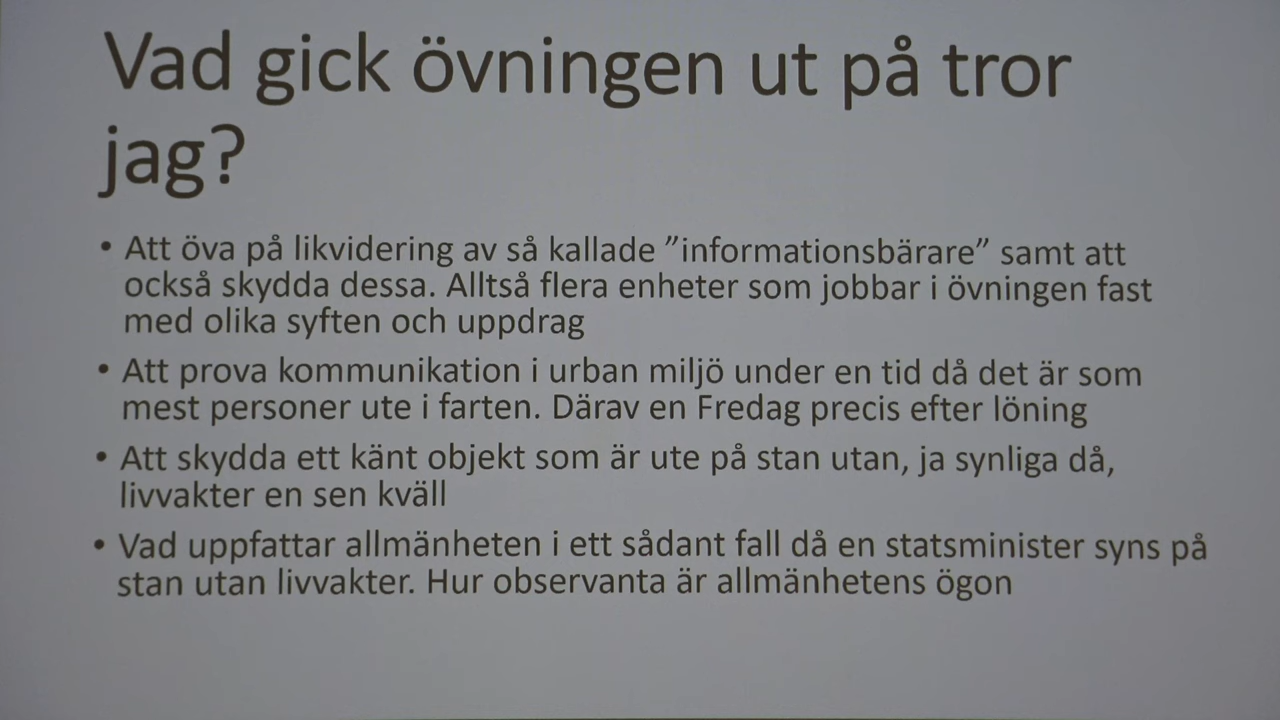 Vad gick övningen ut på tror
jag?
• Att öva på likvidering av så kallade ”informationsbärare” samt att
också skydda dessa. Alltså flera enheter som jobbar i övningen fast
med olika syften och uppdrag
• Att prova kommunikation i urban miljö under en tid då det är som
mest personer ute i farten. Därav en Fredag precis efter löning
• Att skydda ett känt objekt som är ute på stan utan, ja synliga då,
livvakter en sen kväll
• Vad uppfattar allmänheten i ett sådant fall då en statsminister syns på
stan utan livvakter. Hur observanta är allmänhetens ögon